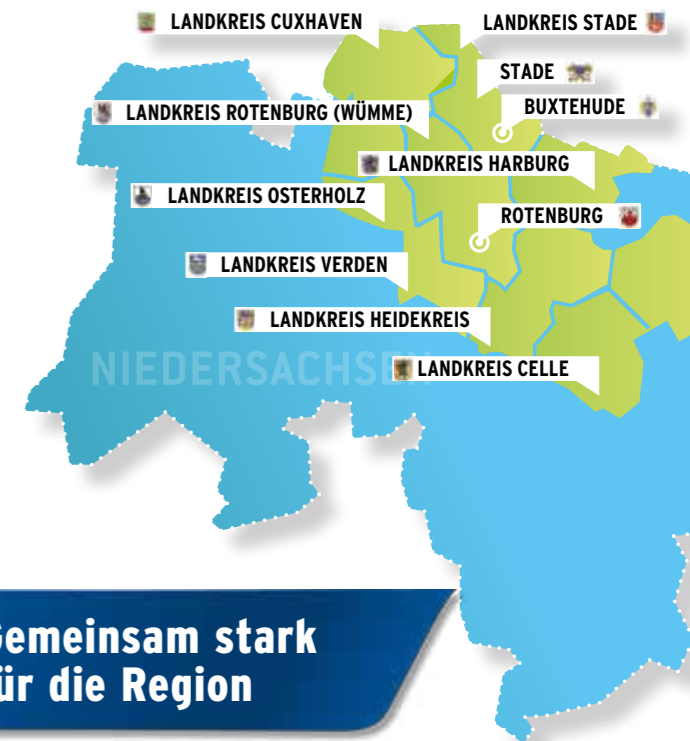 LANDKREIS CUXHAVEN
LANDKREIS STADE
STADE
BUXTEHUDE
LANDKREIS ROTENBURG (WÜMME)
LANDKREIS HARBURG
LANDKREIS OSTERHOLZ
ROTENBURG
LANDKREIS VERDEN
LANDKREIS HEIDEKREIS
NIEDERSACHSEN
LANDKREIS CELLE
Gemeinsam stark
für die Region